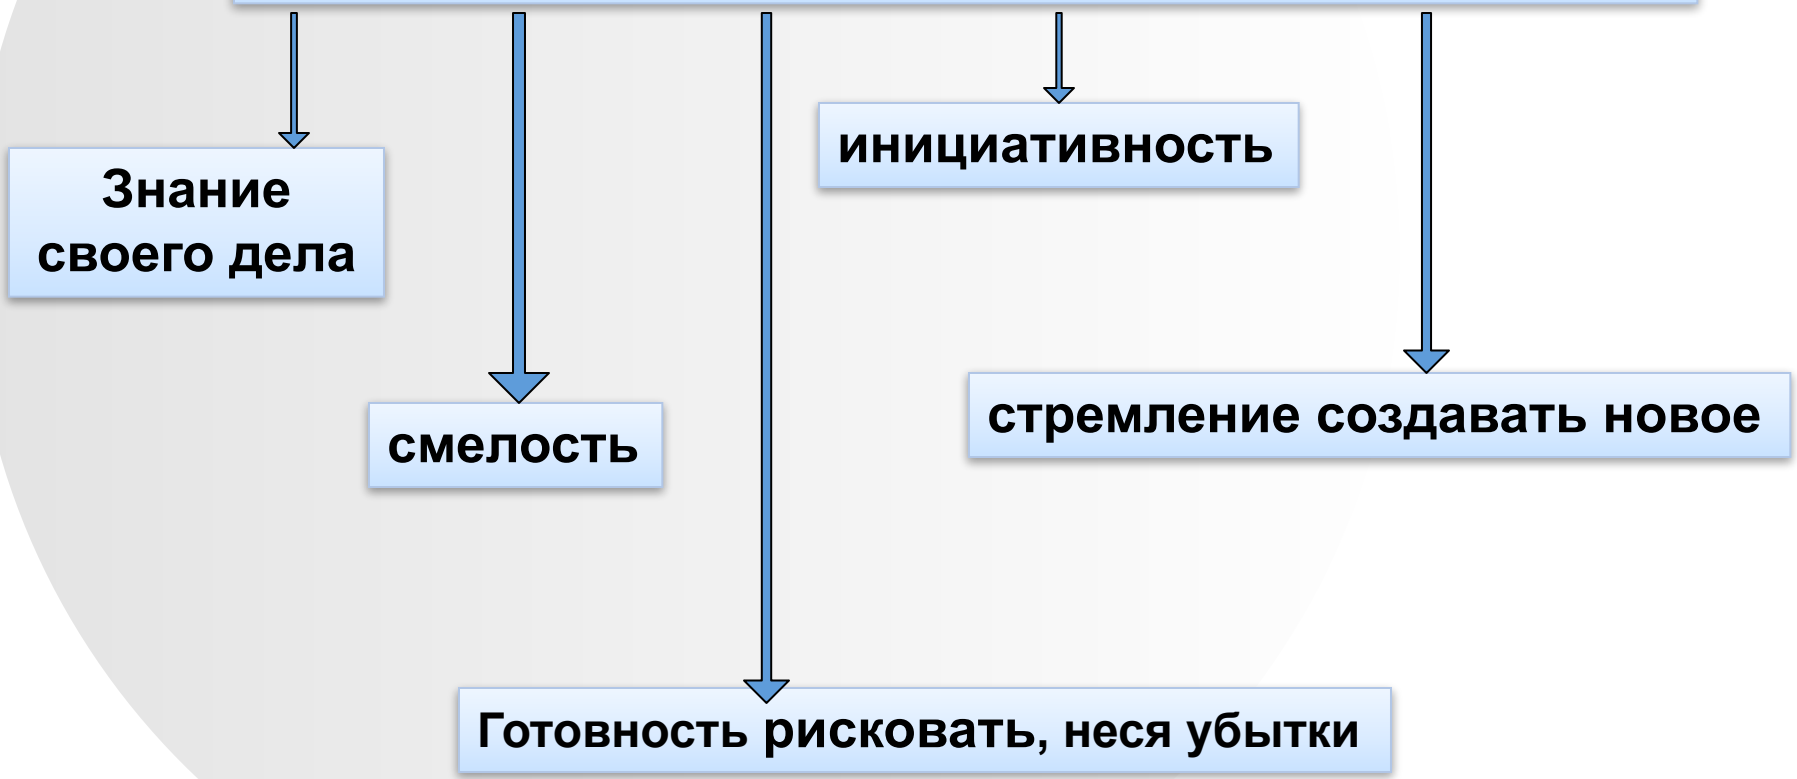 инициативность
Знание
своего дела
стремление создавать новое
смелость
Готовность рисковать, неся убытки